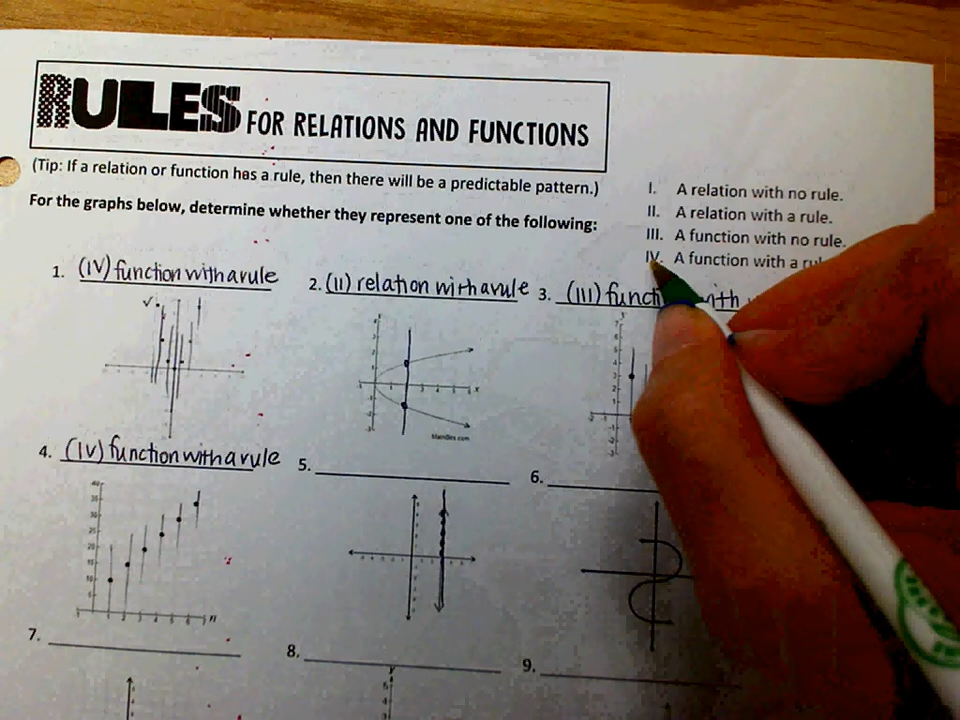 RULES FOR RELATIONS AND FUNCTIONS
(Tip: If a relation or function has a rule, then there will be a predictable pattern.)
For the graphs below, determine whether they represent one of the following:
I. A relation with no rule.
II. A relation with a rule.
III. A function with no rule.
IV. A function with a rul
1. (IV) function with a rule
2. (II) relation with a rule
3. (III) functi with
4. (IV) function with a rule
5.
6.
7.
8.
9.